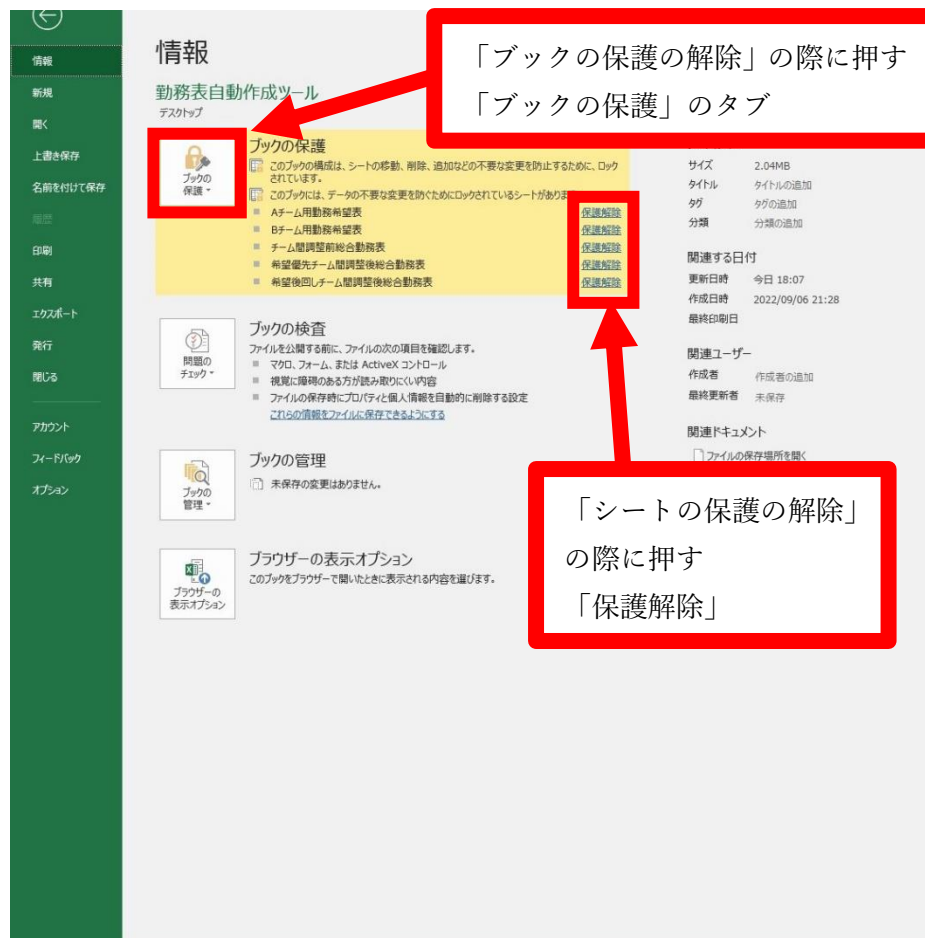 情報
新規
開く
上書き保存
名前を付けて保存
履歴
印刷
共有
エクスポート
発行
閉じる
アカウント
フィードバック
オプション
情報
勤務表自動作成ツール
デスクトップ
「ブックの保護の解除」の際に押す
「ブックの保護」のタブ
ブックの
保護
ブックの保護
このブックの構成は、シートの移動、削除、追加などの不要な変更を防止するために、ロック
されています。
このブックには、データの不要な変更を防ぐためにロックされているシートがあります
Aチーム用勤務希望表 保護解除
Bチーム用勤務希望表 保護解除
チーム間調整前総合勤務表 保護解除
希望優先チーム間調整後総合勤務表 保護解除
希望後回しチーム間調整後総合勤務表 保護解除
問題の
チェック
ブックの検査
ファイルを公開する前に、ファイルの次の項目を確認します。
マクロ、フォーム、または ActiveX コントロール
視覚に障碍のある方が読み取りにくい内容
ファイルの保存時にプロパティと個人情報を自動的に削除する設定
これらの情報をファイルに保存できるようにする
ブックの
管理
ブックの管理
未保存の変更はありません。
ブラウザーの
表示オプション
ブラウザーの表示オプション
このブックをブラウザーで開いたときに表示される内容を選びます。
サイズ 2.04MB
タイトル タイトルの追加
タグ タグの追加
分類 分類の追加
関連する日付
更新日時 今日 18:07
作成日時 2022/09/06 21:28
最終印刷日
関連ユーザー
作成者 作成者の追加
最終更新者 未保存
関連ドキュメント
ファイルの保存場所を開く
「シートの保護の解除」
の際に押す
「保護解除」